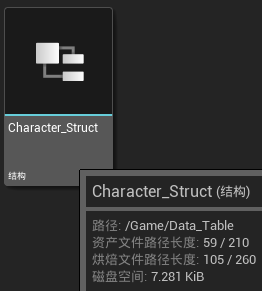 Character_Struct
结构
Character_Struct (结构)
路径: /Game/Data_Table
资产文件路径长度: 59 / 210
烘焙文件路径长度: 105 / 260
磁盘空间: 7.281 KiB